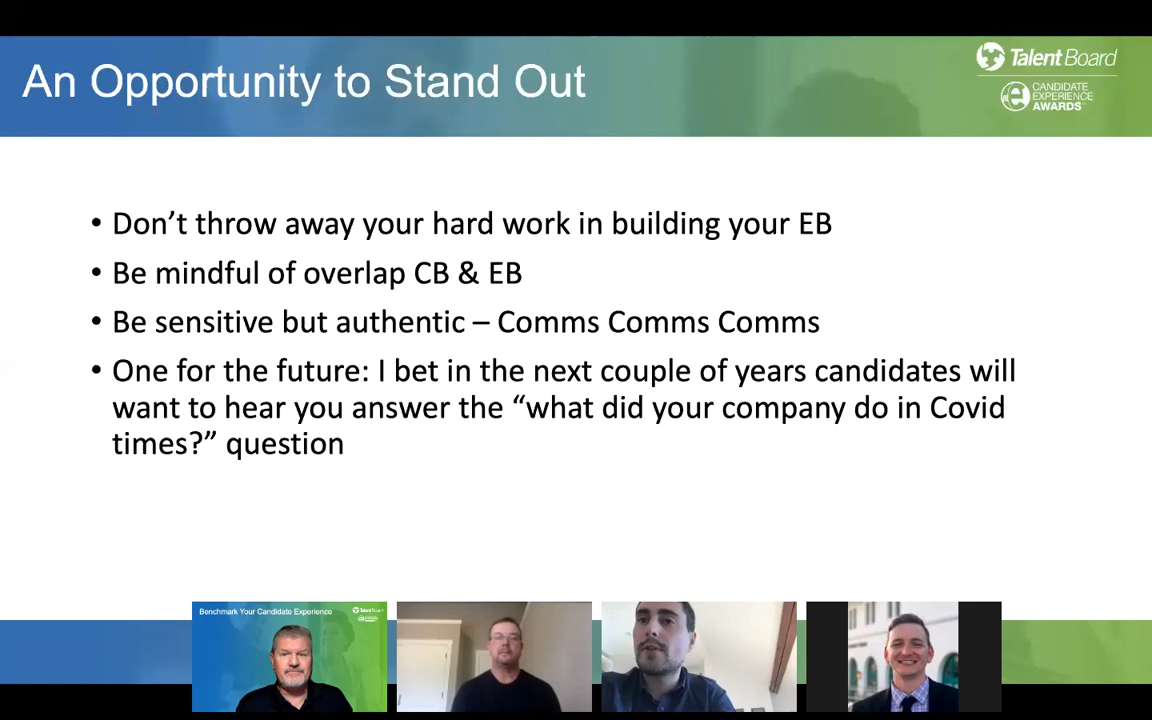 An Opportunity to Stand Out
TalentBoard
CANDIDATE
EXPERIENCE
AWARDS
• Don’t throw away your hard work in building your EB
• Be mindful of overlap CB & EB
• Be sensitive but authentic – Comms Comms Comms
• One for the future: I bet in the next couple of years candidates will
want to hear you answer the “what did your company do in Covid
times?” question
Benchmark Your Candidate Experience
TalentBoard